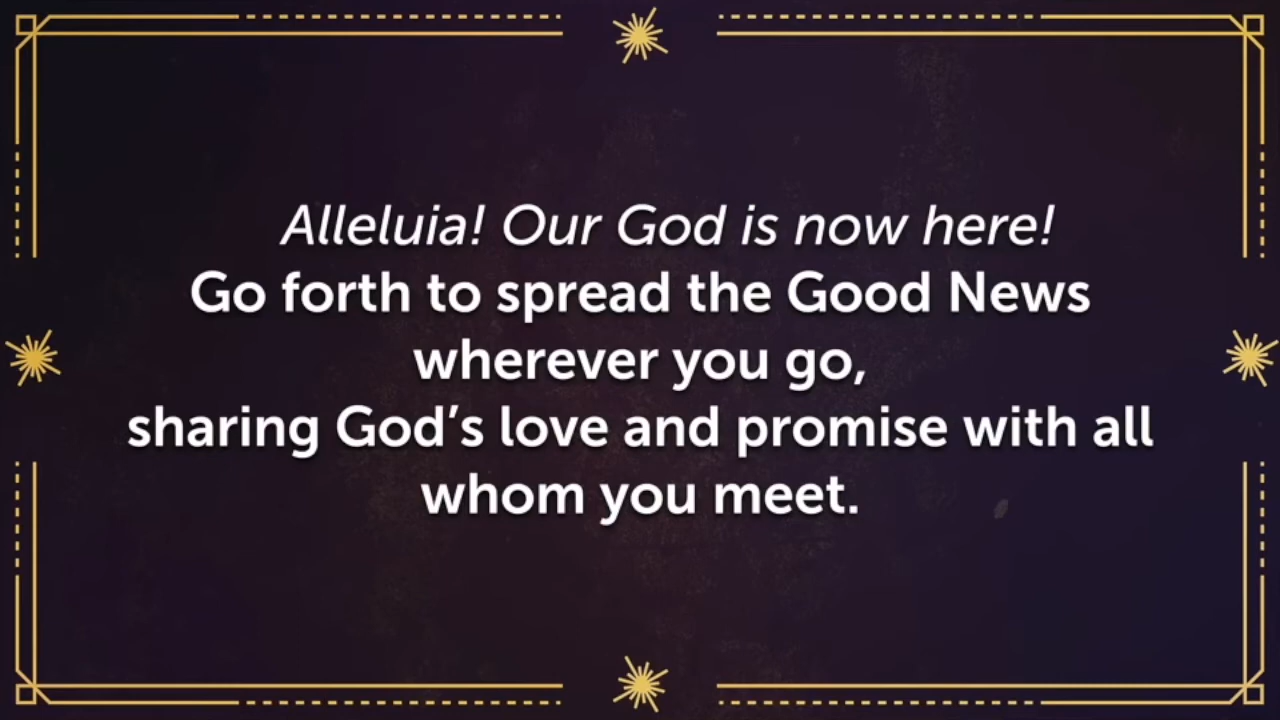 Alleluia! Our God is now here!
Go forth to spread the Good News
wherever you go,
sharing God’s love and promise with all
whom you meet.